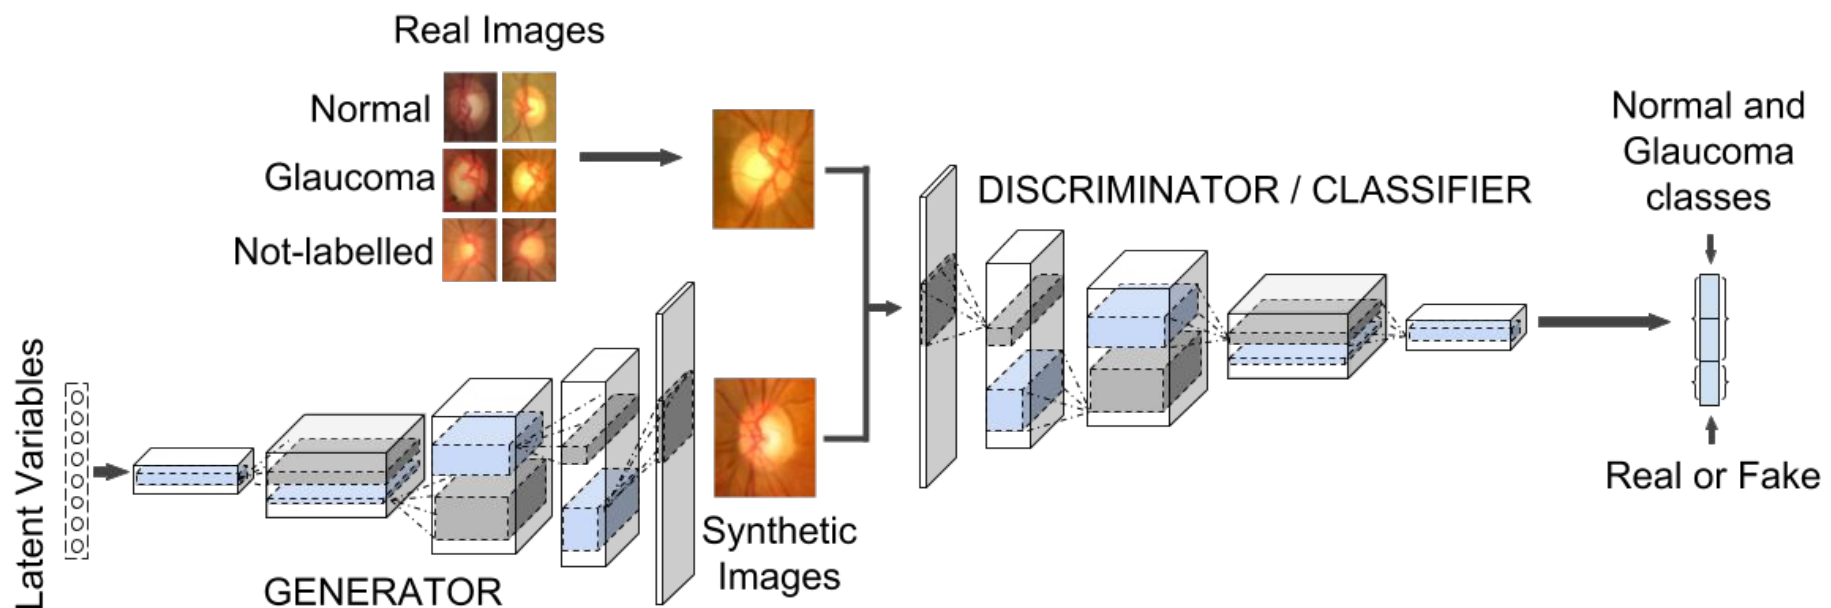 Real Images
Normal
Glaucoma
Not-labelled
Latent Variables
GENERATOR
Synthetic
Images
DISCRIMINATOR / CLASSIFIER
Normal and
Glaucoma
classes
Real or Fake